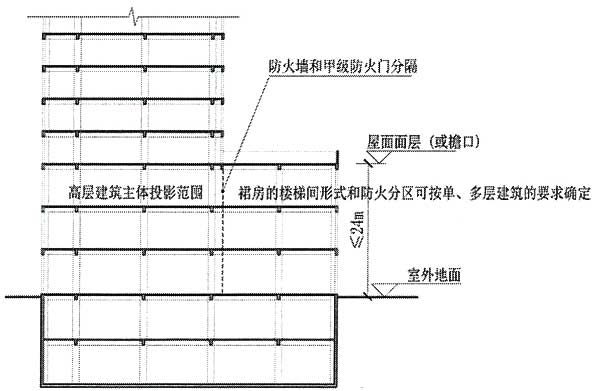 防火墙和甲级防火门分隔
屋面面层（或檐口）
高层建筑主体投影范围
裙房的楼梯间形式和防火分区可按单、多层建筑的要求确定
≤24m
室外地面